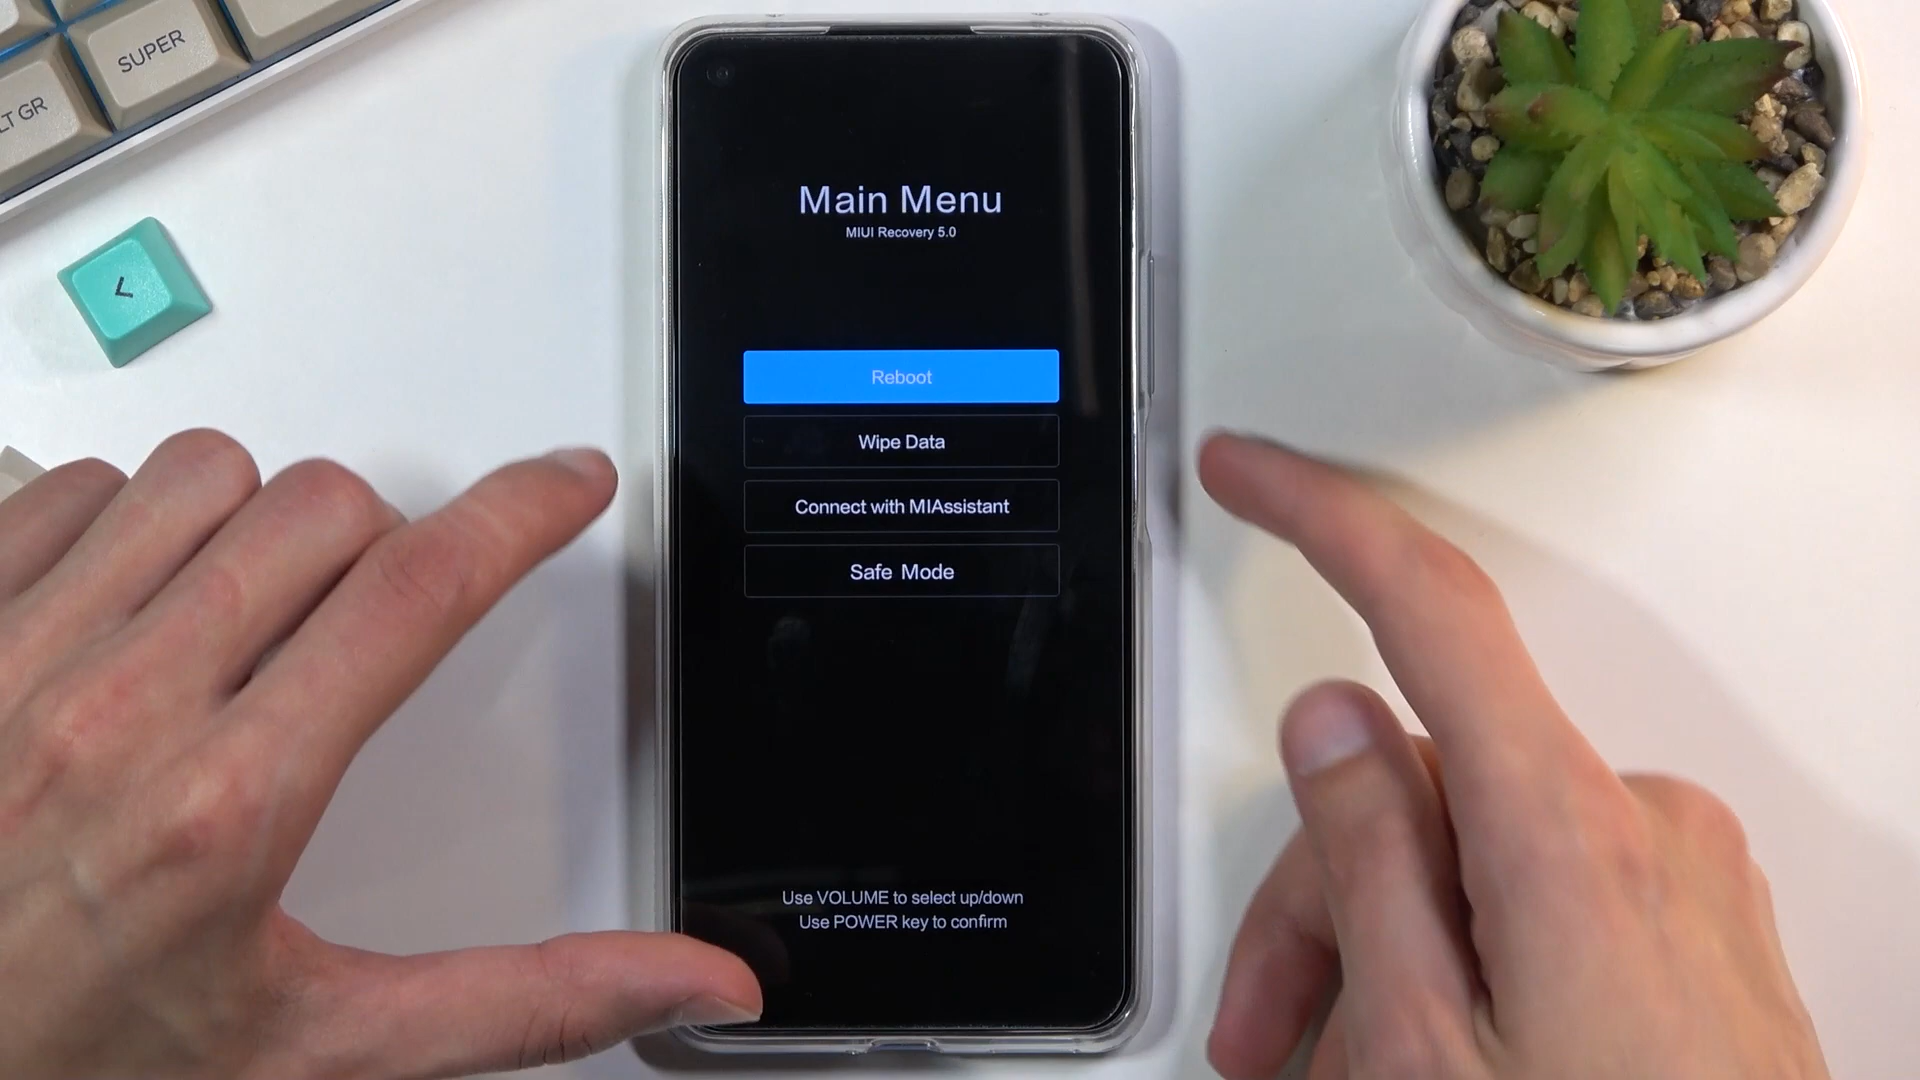 SUPER
LT GR
<
Main Menu
MIUI Recovery 5.0
Reboot
Wipe Data
Connect with MIAssistant
Safe Mode
Use VOLUME to select up/down
Use POWER key to confirm